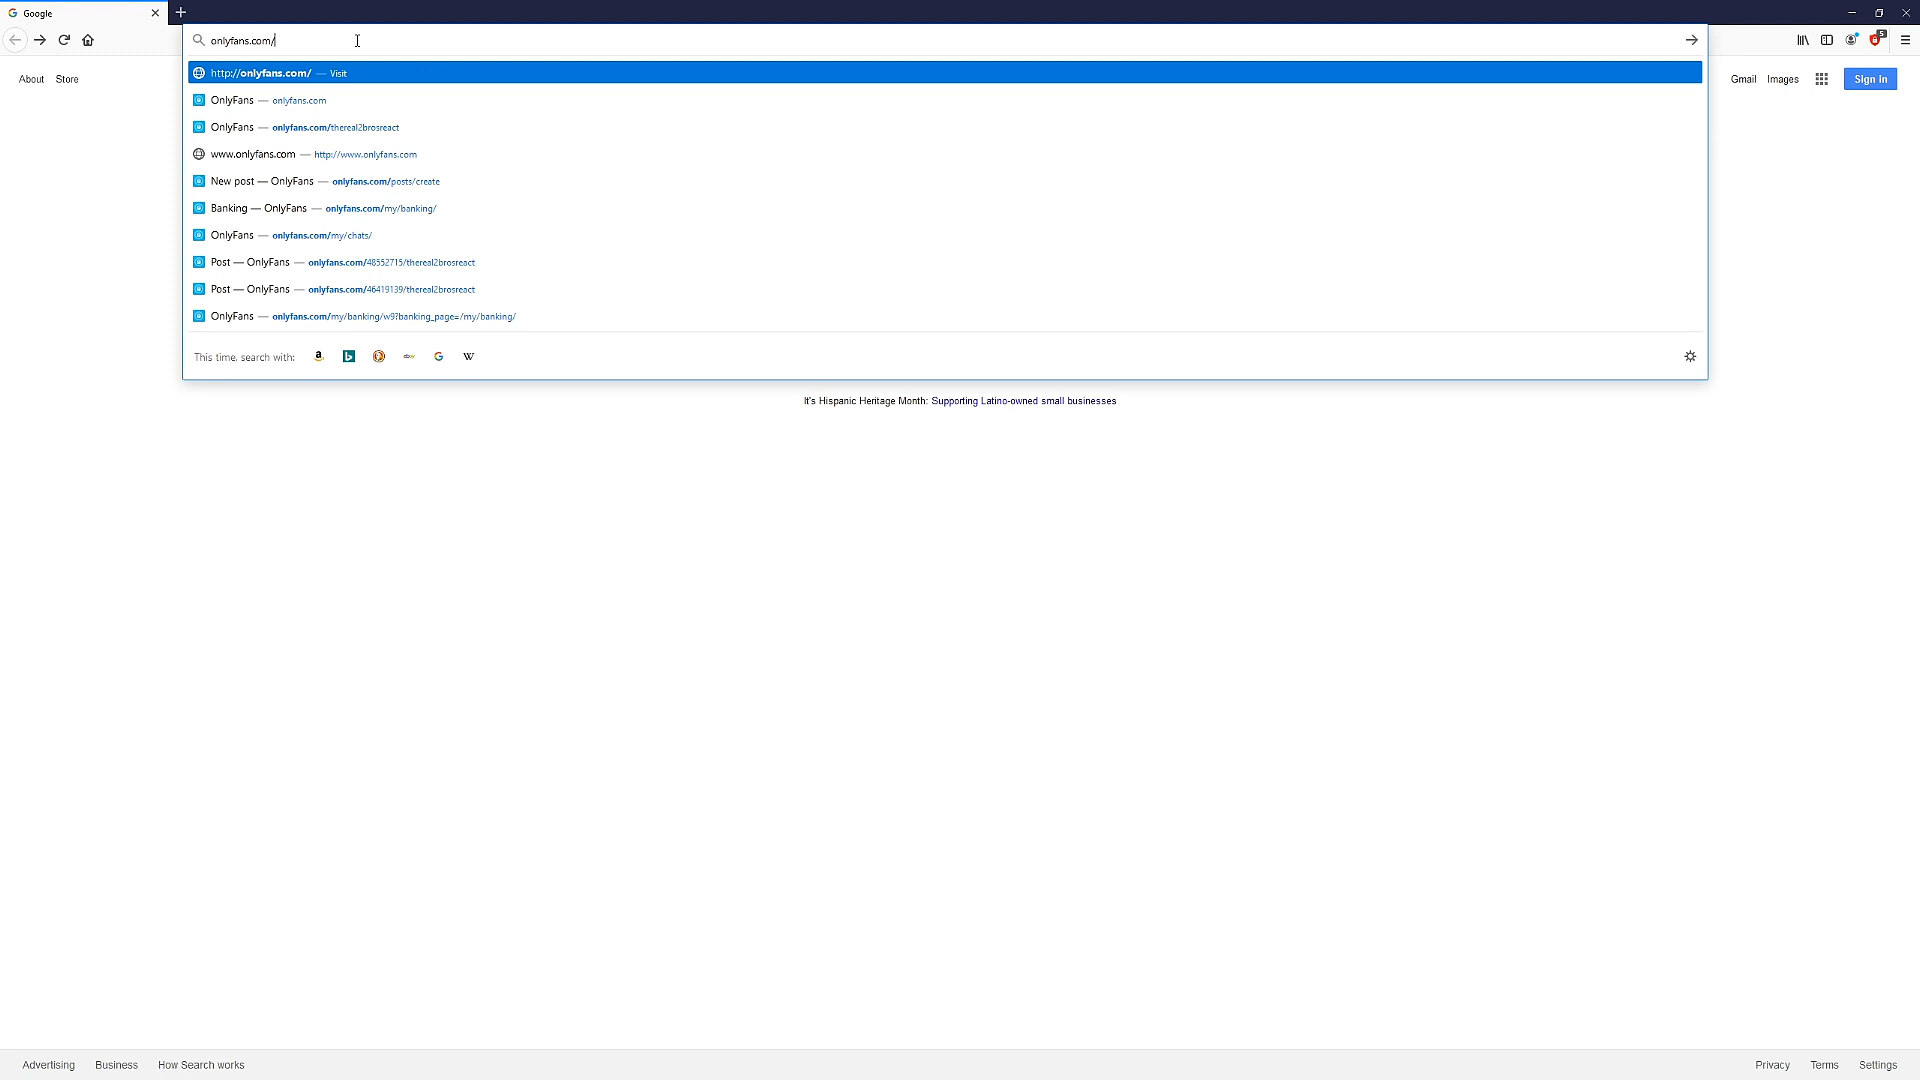 Google
onlyfans.com/
5
http://onlyfans.com/ — Visit
About Store
Gmail Images Sign in
OnlyFans — onlyfans.com
OnlyFans — onlyfans.com/thereal2brosreact
www.onlyfans.com — http://www.onlyfans.com
New post — OnlyFans — onlyfans.com/posts/create
Banking — OnlyFans — onlyfans.com/my/banking/
OnlyFans — onlyfans.com/my/chats/
Post — OnlyFans — onlyfans.com/48552715/thereal2brosreact
Post — OnlyFans — onlyfans.com/46419139/thereal2brosreact
OnlyFans — onlyfans.com/my/banking/w9?banking_page=/my/banking/
This time, search with: a b ebay G W
It's Hispanic Heritage Month: Supporting Latino-owned small businesses
Advertising Business How Search works
Privacy Terms Settings